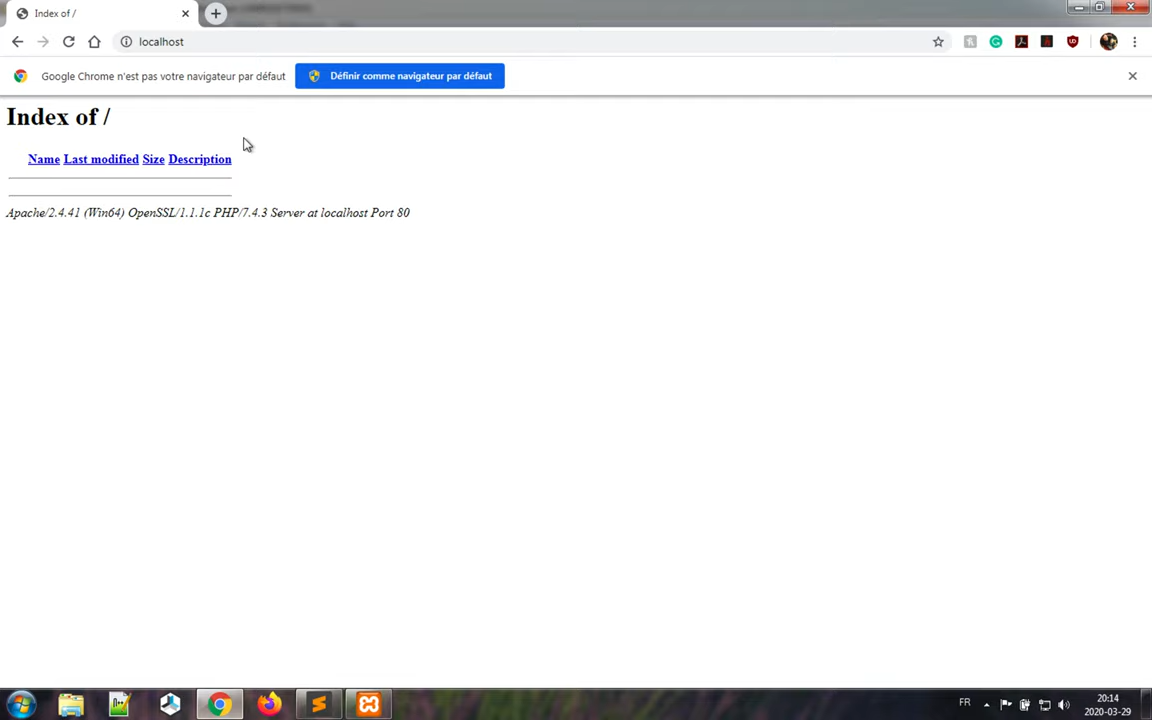 Index of /
localhost
Google Chrome n'est pas votre navigateur par défaut
Définir comme navigateur par défaut
Index of /
Name Last modified Size Description
Apache/2.4.41 (Win64) OpenSSL/1.1.1c PHP/7.4.3 Server at localhost Port 80
FR
20:14
2020-03-29